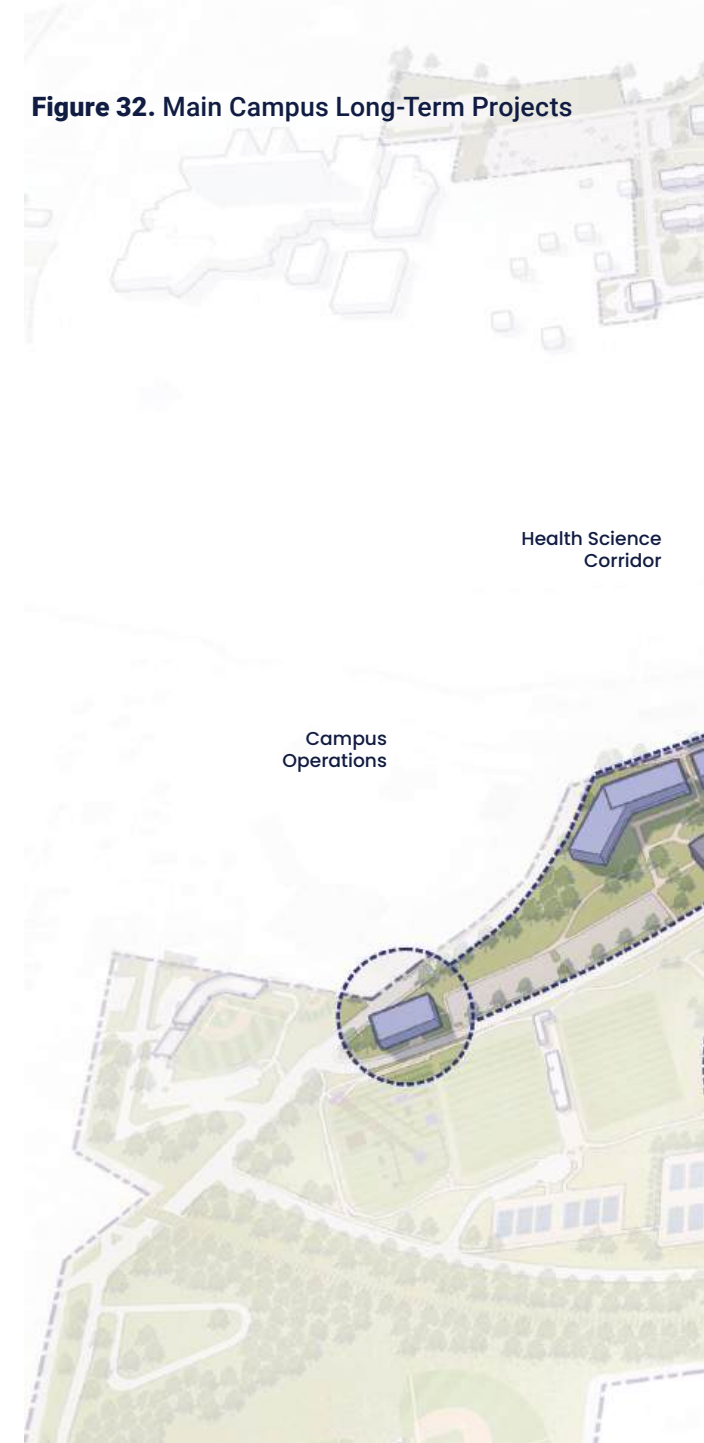 Figure 32. Main Campus Long-Term Projects
Health Science
Corridor
Campus
Operations